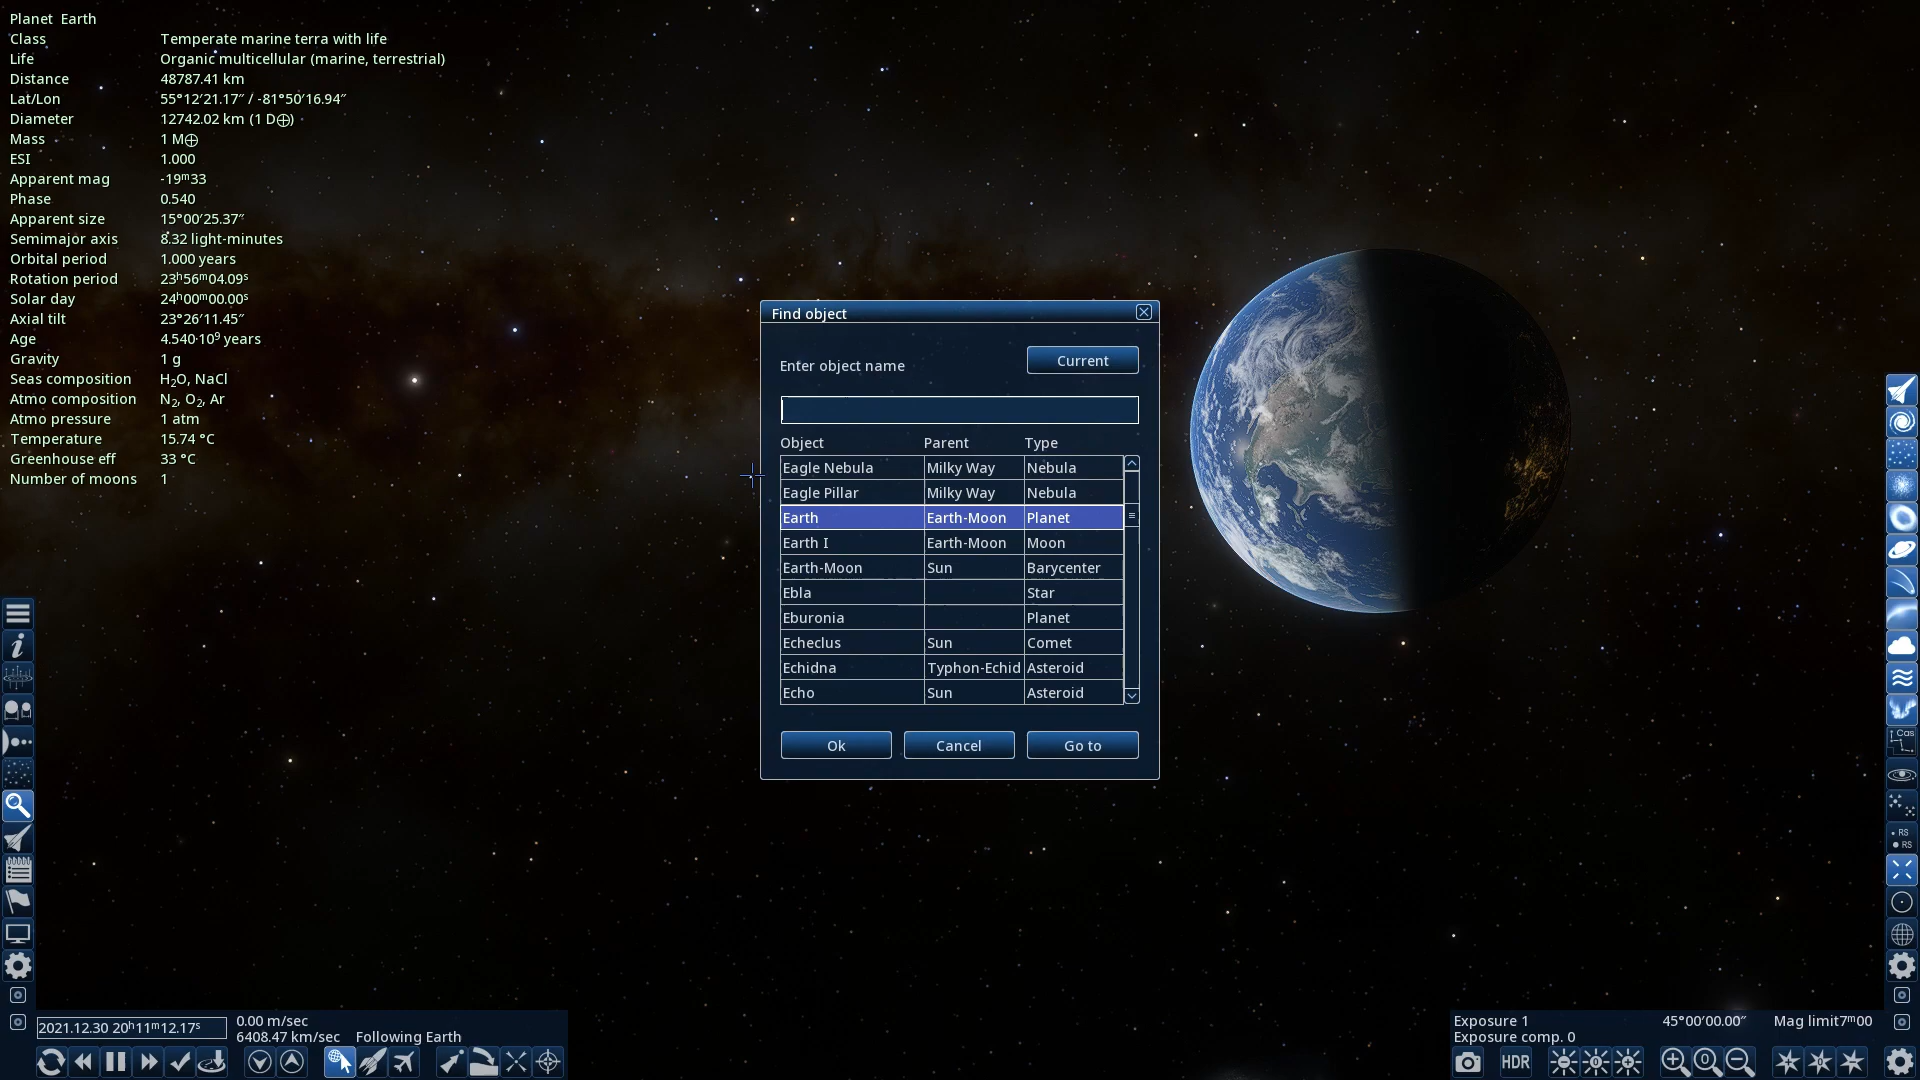 Planet Earth
Class Temperate marine terra with life
Life Organic multicellular (marine, terrestrial)
Distance 48787.41 km
Lat/Lon 55°12′21.17″ / -81°50′16.94″
Diameter 12742.02 km (1 D⊕)
Mass 1 M⊕
ESI 1.000
Apparent mag -19ᵐ33
Phase 0.540
Apparent size 15°00′25.37″
Semimajor axis 8.32 light-minutes
Orbital period 1.000 years
Rotation period 23ʰ56ᵐ04.09ˢ
Solar day 24ʰ00ᵐ00.00ˢ
Axial tilt 23°26′11.45″
Age 4.540·10⁹ years
Gravity 1 g
Seas composition H₂O, NaCl
Atmo composition N₂, O₂, Ar
Atmo pressure 1 atm
Temperature 15.74 °C
Greenhouse eff 33 °C
Number of moons 1
Find object
Enter object name Current
Object Parent Type
Eagle Nebula Milky Way Nebula
Eagle Pillar Milky Way Nebula
Earth Earth-Moon Planet
Earth I Earth-Moon Moon
Earth-Moon Sun Barycenter
Ebla Star
Eburonia Planet
Echeclus Sun Comet
Echidna Typhon-Echid Asteroid
Echo Sun Asteroid
Ok Cancel Go to
Cas
RS
RS
2021.12.30 20ʰ11ᵐ12.17ˢ
0.00 m/sec
6408.47 km/sec Following Earth
Exposure 1 45°00′00.00″ Mag limit7ᵐ00
Exposure comp. 0
HDR
0